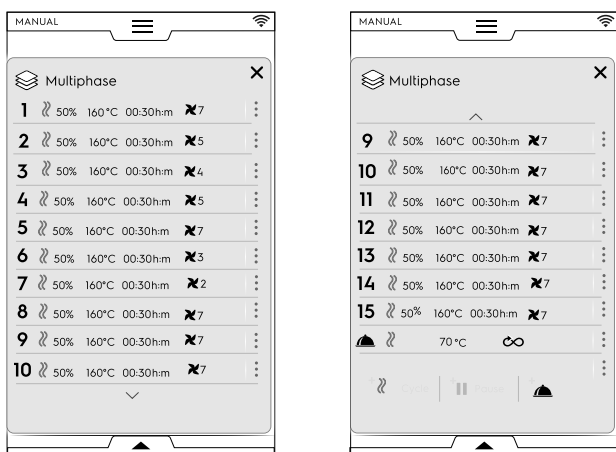 MANUAL
Multiphase
1 50% 160°C 00:30h:m 7
2 50% 160°C 00:30h:m 5
3 50% 160°C 00:30h:m 4
4 50% 160°C 00:30h:m 5
5 50% 160°C 00:30h:m 7
6 50% 160°C 00:30h:m 3
7 50% 160°C 00:30h:m 2
8 50% 160°C 00:30h:m 7
9 50% 160°C 00:30h:m 7
10 50% 160°C 00:30h:m 7
MANUAL
Multiphase
9 50% 160°C 00:30h:m 7
10 50% 160°C 00:30h:m 7
11 50% 160°C 00:30h:m 7
12 50% 160°C 00:30h:m 7
13 50% 160°C 00:30h:m 7
14 50% 160°C 00:30h:m 7
15 50% 160°C 00:30h:m 7
70 °C
Cycle Pause